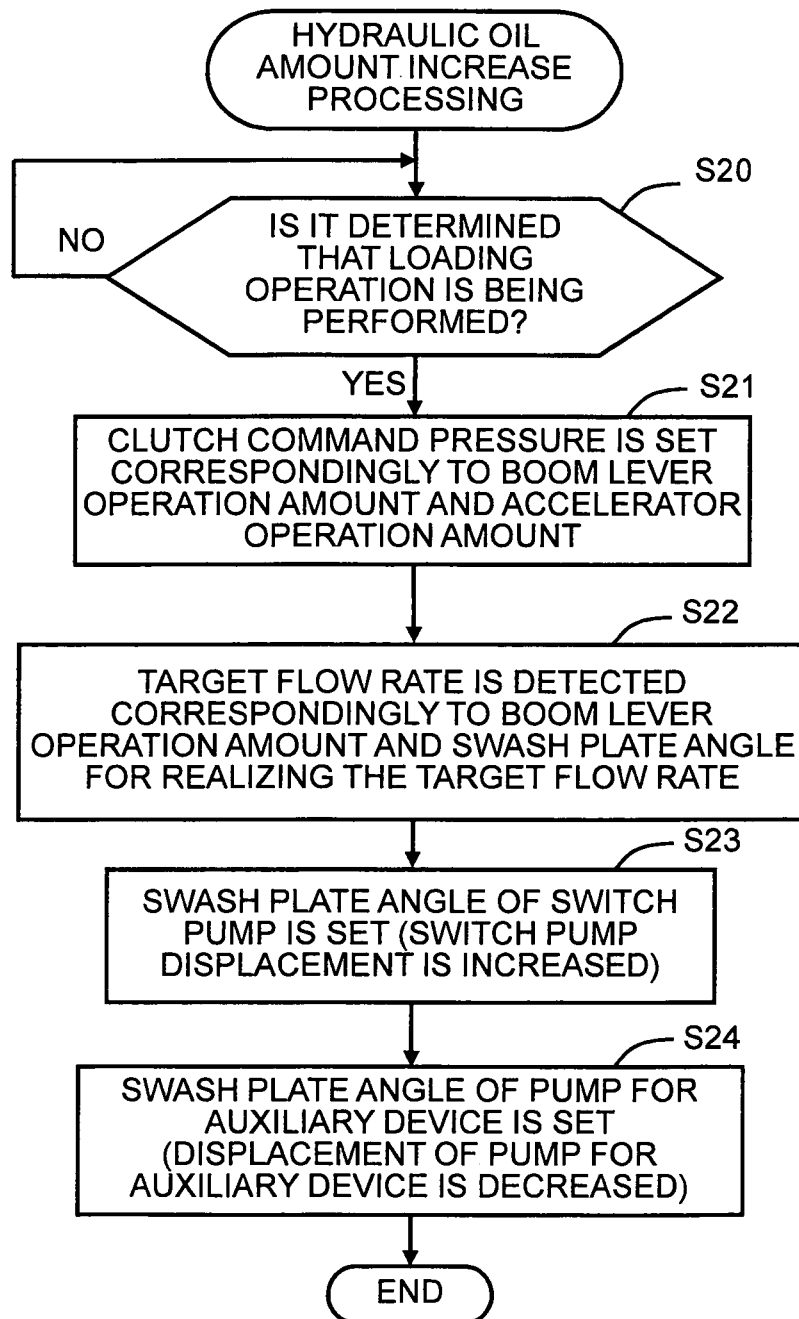 HYDRAULIC OIL
AMOUNT INCREASE
PROCESSING
S20
NO
IS IT DETERMINED
THAT LOADING
OPERATION IS BEING
PERFORMED?
YES
S21
CLUTCH COMMAND PRESSURE IS SET
CORRESPONDINGLY TO BOOM LEVER
OPERATION AMOUNT AND ACCELERATOR
OPERATION AMOUNT
S22
TARGET FLOW RATE IS DETECTED
CORRESPONDINGLY TO BOOM LEVER
OPERATION AMOUNT AND SWASH PLATE ANGLE
FOR REALIZING THE TARGET FLOW RATE
S23
SWASH PLATE ANGLE OF SWITCH
PUMP IS SET (SWITCH PUMP
DISPLACEMENT IS INCREASED)
S24
SWASH PLATE ANGLE OF PUMP FOR
AUXILIARY DEVICE IS SET
(DISPLACEMENT OF PUMP FOR
AUXILIARY DEVICE IS DECREASED)
END